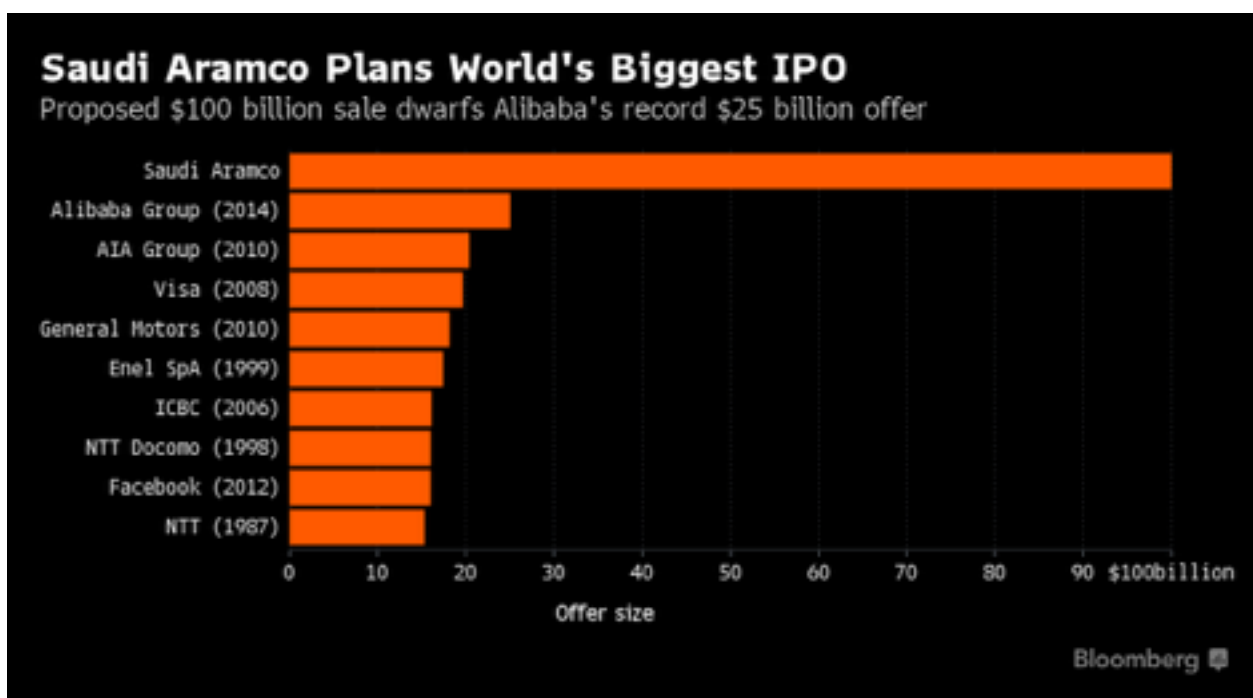 Saudi Aramco Plans World's Biggest IPO
Proposed $100 billion sale dwarfs Alibaba's record $25 billion offer
Saudi Aramco
Alibaba Group (2014)
AIA Group (2010)
Visa (2008)
General Motors (2010)
Enel SpA (1999)
ICBC (2006)
NTT Docomo (1998)
Facebook (2012)
NTT (1987)
0 10 20 30 40 50 60 70 80 90 $100billion
Offer size
Bloomberg